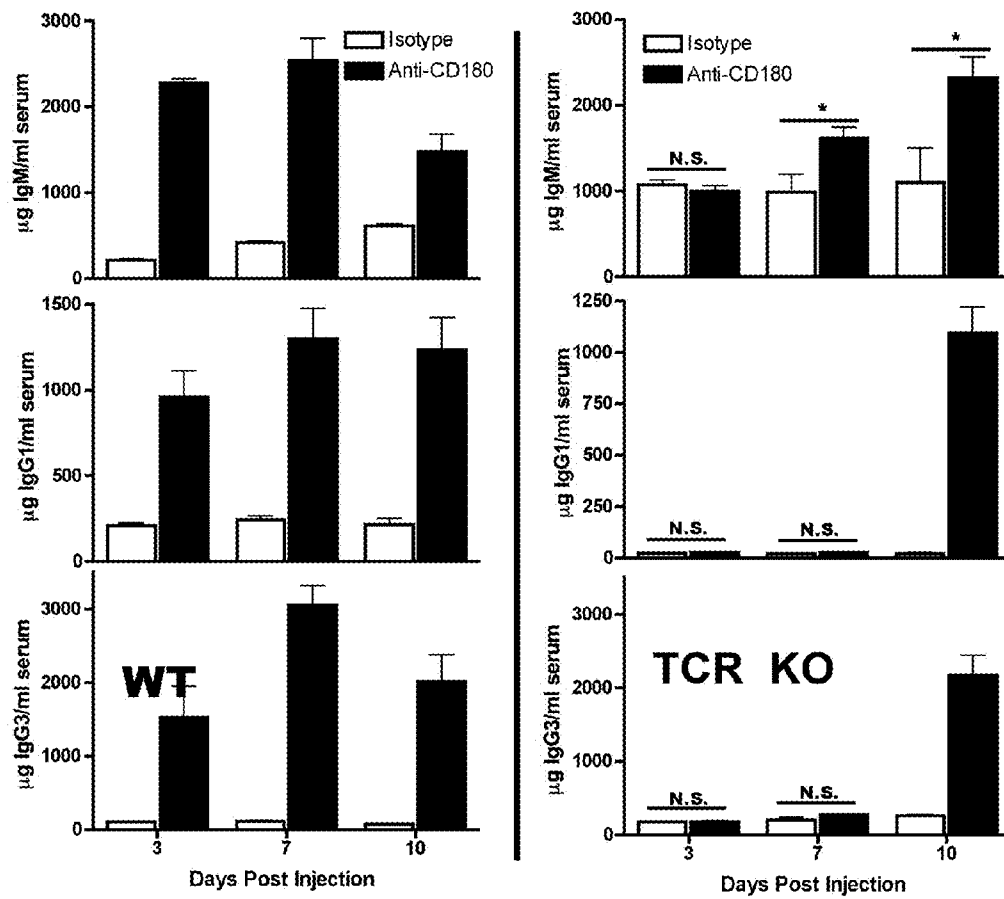 3000
2000
1000
0
µg IgM/ml serum
Isotype
Anti-CD180
1500
1000
500
0
µg IgG1/ml serum
3000
2000
1000
0
µg IgG3/ml serum
WT
3
7
10
Days Post Injection
3000
2000
1000
0
µg IgM/ml serum
Isotype
Anti-CD180
N.S.
*
*
1250
1000
750
500
250
0
µg IgG1/ml serum
N.S.
N.S.
3000
2000
1000
0
µg IgG3/ml serum
TCR KO
N.S.
N.S.
3
7
10
Days Post Injection